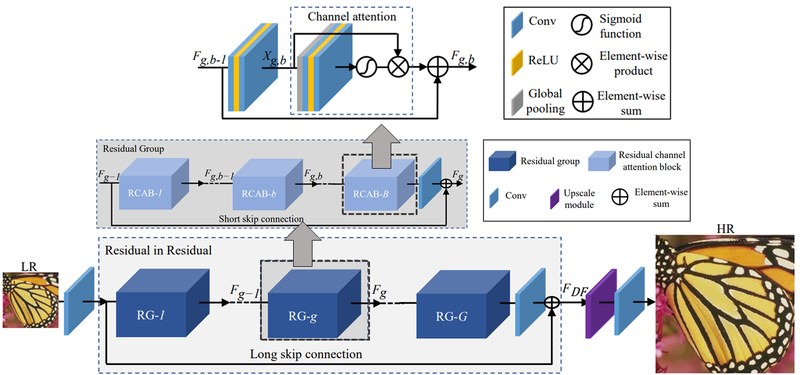 Channel attention
F_{g,b-1}
X_{g,b}
F_{g,b}
Conv
Sigmoid
function
ReLU
Element-wise
product
Global
pooling
Element-wise
sum
Residual Group
F_{g-1}
RCAB-1
F_{g,b-1}
RCAB-b
F_{g,b}
RCAB-B
F_g
Short skip connection
Residual group
Residual channel
attention block
Conv
Upscale
module
Element-wise
sum
Residual in Residual
LR
RG-1
F_{g-1}
RG-g
F_g
RG-G
F_{DF}
HR
Long skip connection